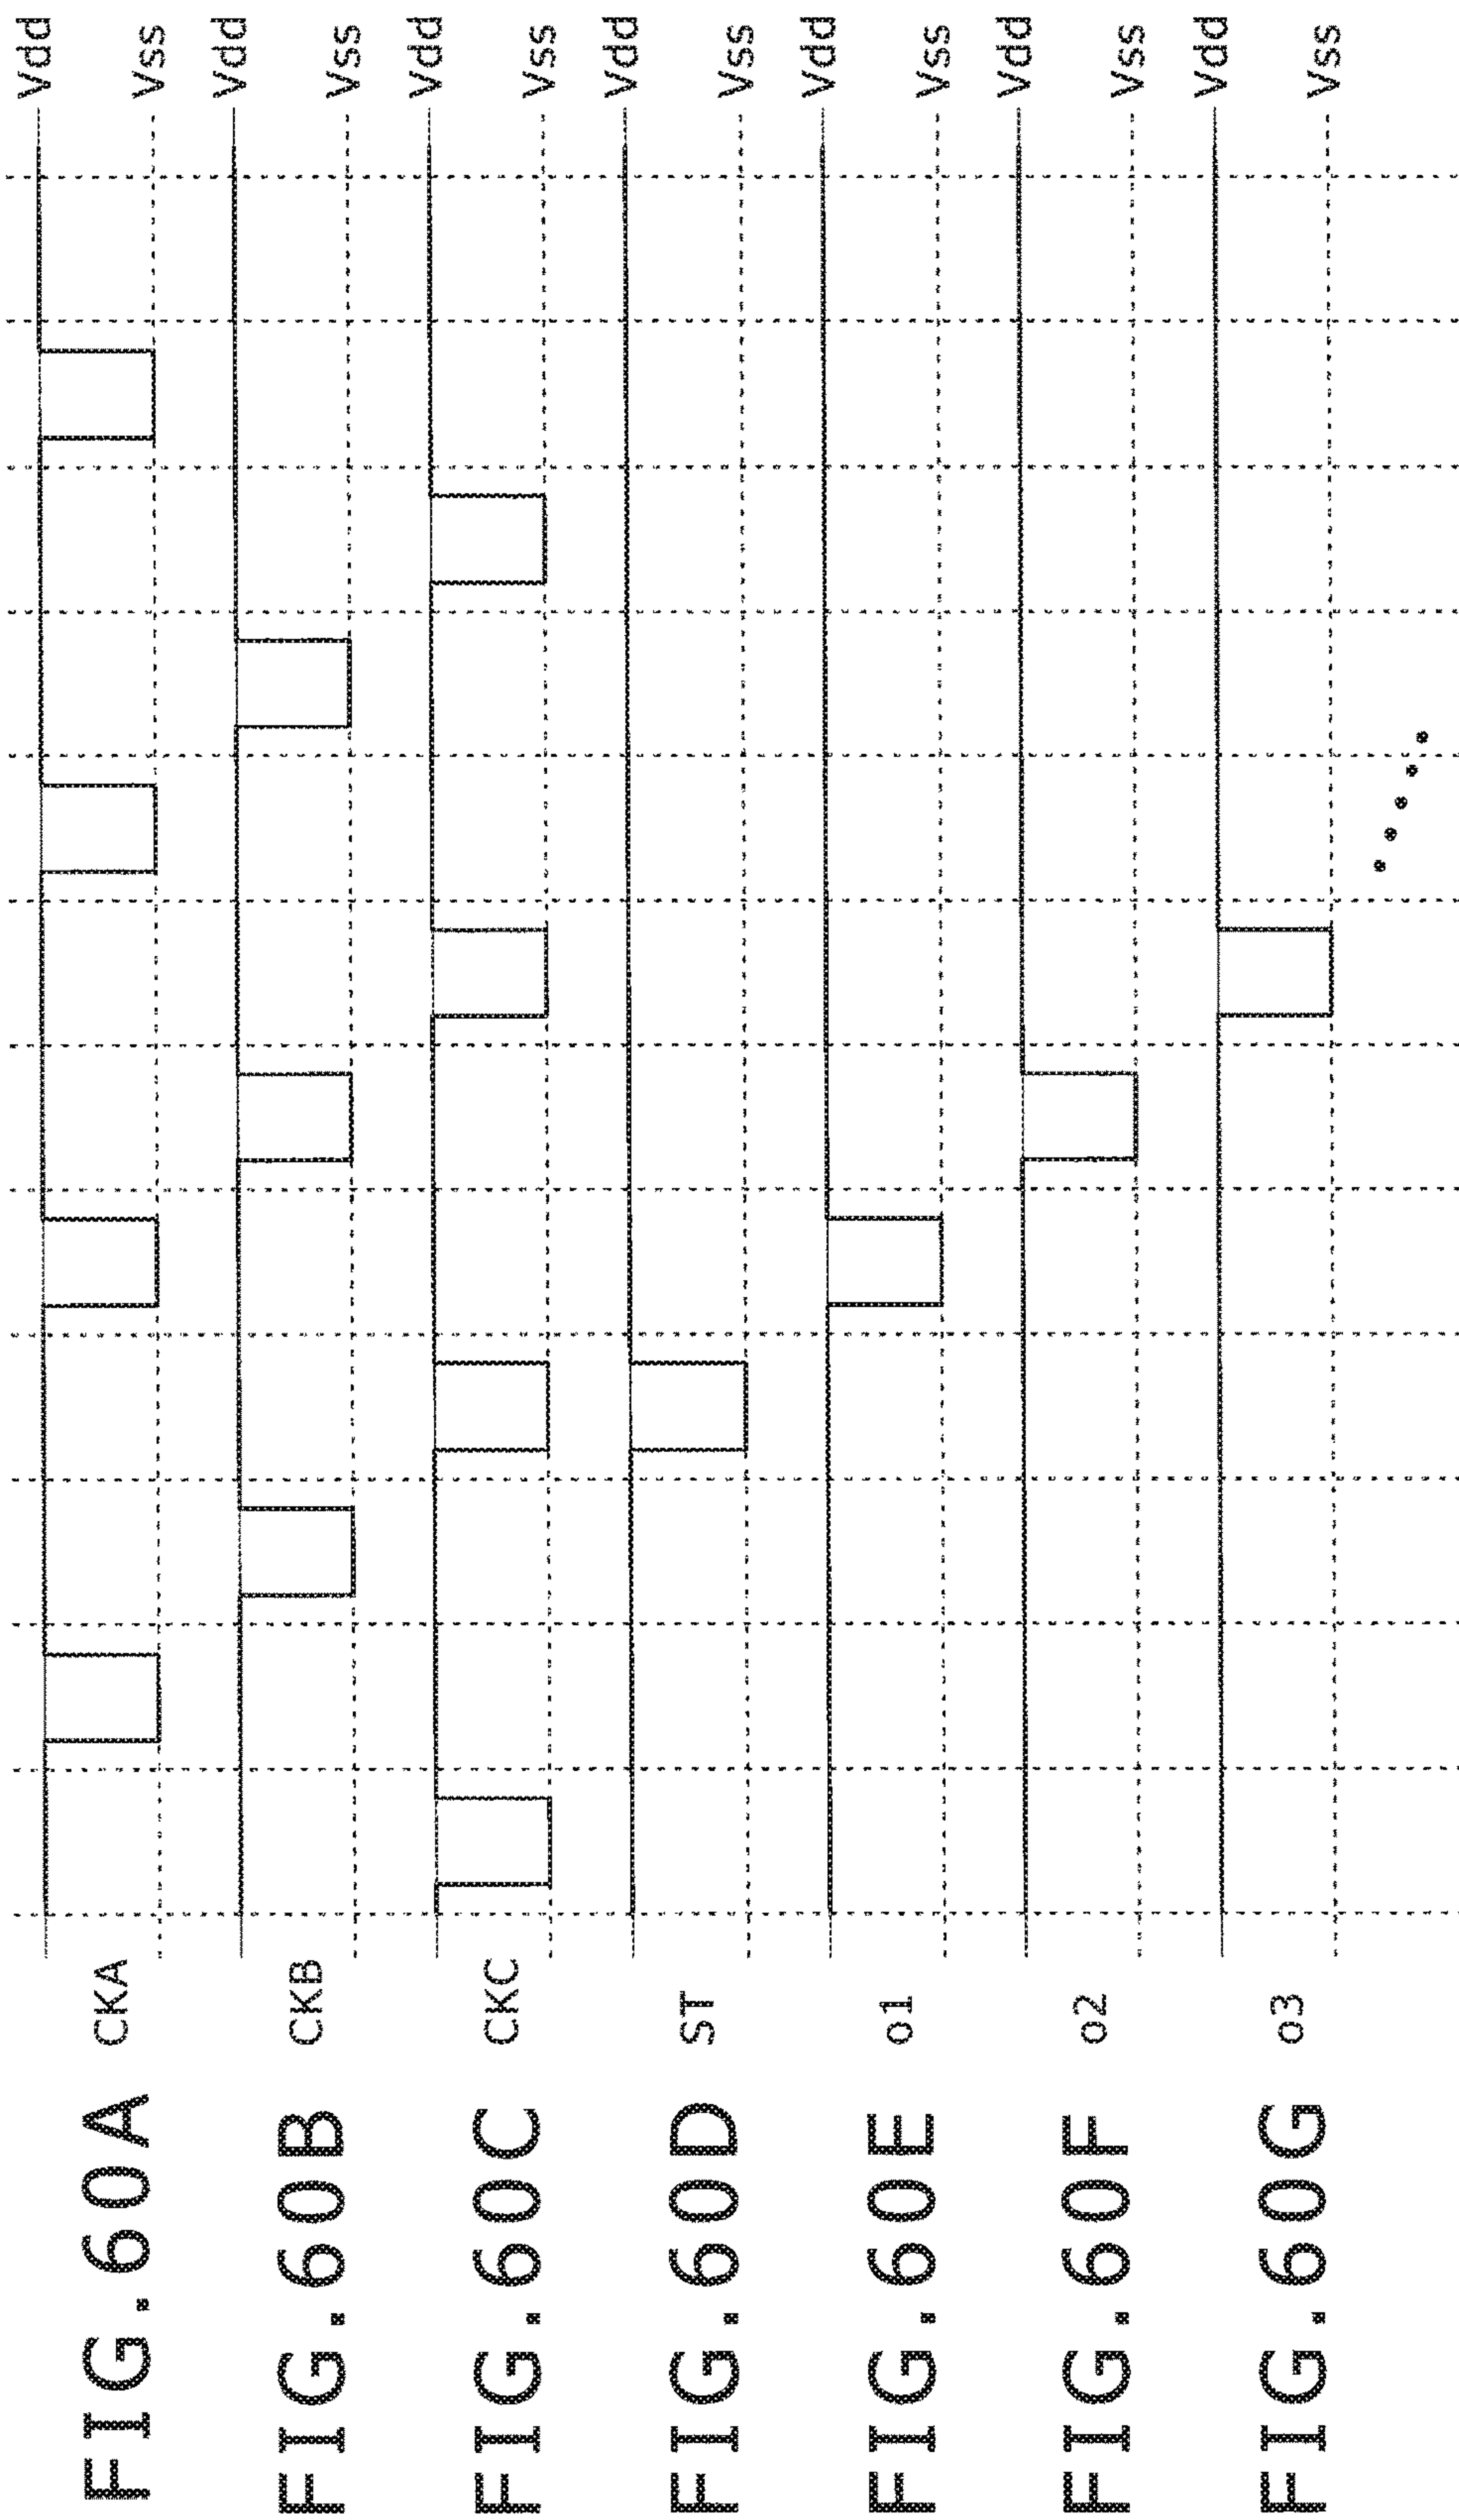 FIG.60A CKA Vdd
Vss
FIG.60B CKB Vdd
Vss
FIG.60C CKC Vdd
Vss
FIG.60D ST Vdd
Vss
FIG.60E o1 Vdd
Vss
FIG.60F o2 Vdd
Vss
FIG.60G o3 Vdd
Vss